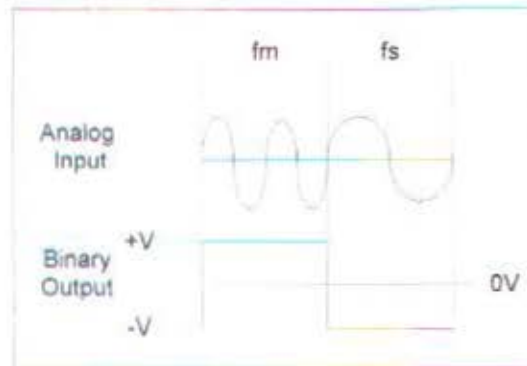 fm fs
Analog
Input
+V
Binary
Output
0V
-V